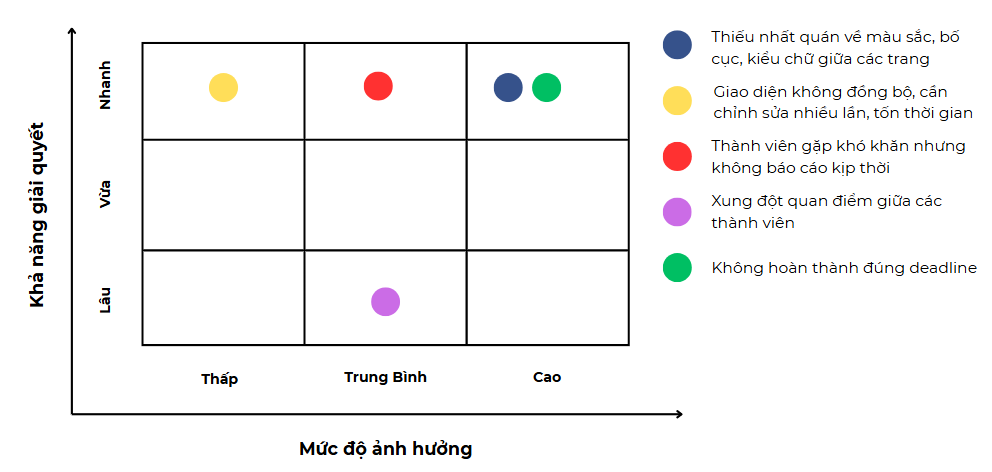 Khả năng giải quyết
Nhanh
Vừa
Lâu
Thấp
Trung Bình
Cao
Mức độ ảnh hưởng
Thiếu nhất quán về màu sắc, bố
cục, kiểu chữ giữa các trang
Giao diện không đồng bộ, cần
chỉnh sửa nhiều lần, tốn thời gian
Thành viên gặp khó khăn nhưng
không báo cáo kịp thời
Xung đột quan điểm giữa các
thành viên
Không hoàn thành đúng deadline